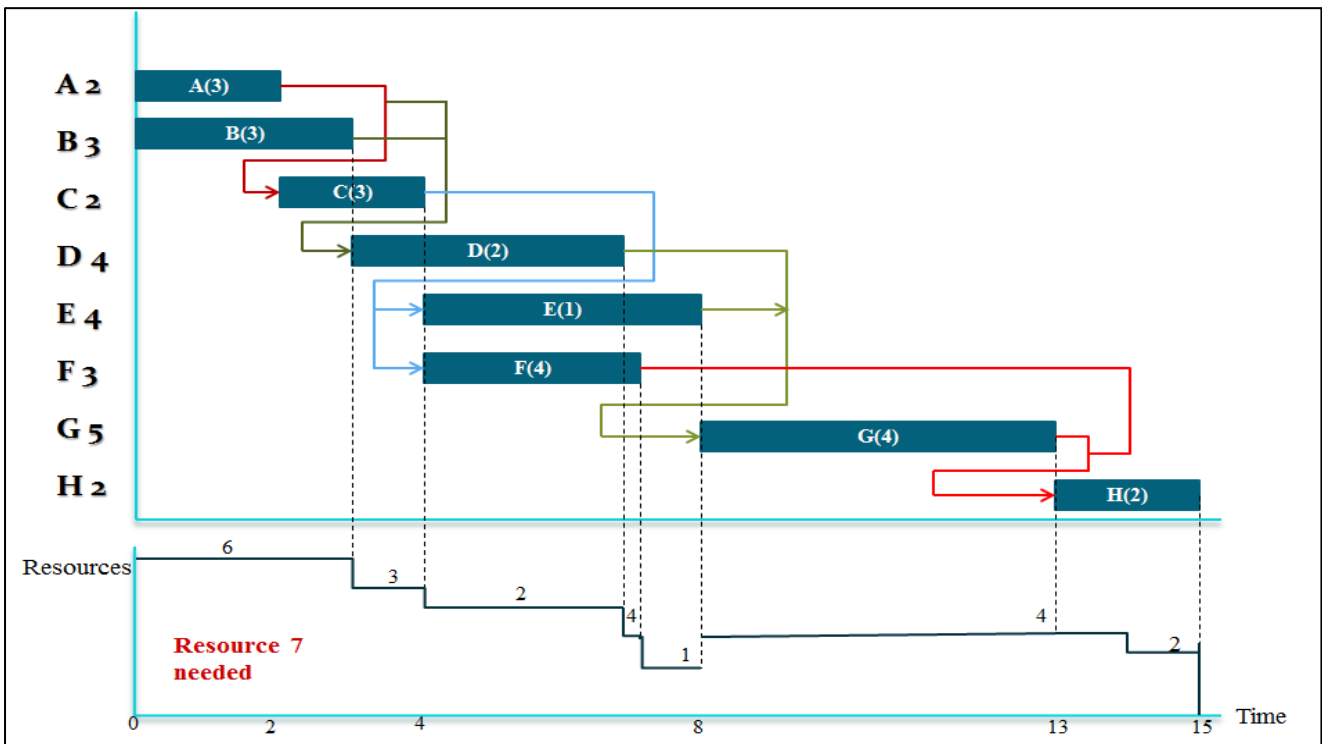 A 2
A(3)
B 3
B(3)
C 2
C(3)
D 4
D(2)
E 4
E(1)
F 3
F(4)
G 5
G(4)
H 2
H(2)
Resources
6
3
2
4
1
4
2
Resource 7
needed
0
2
4
8
13
15
Time